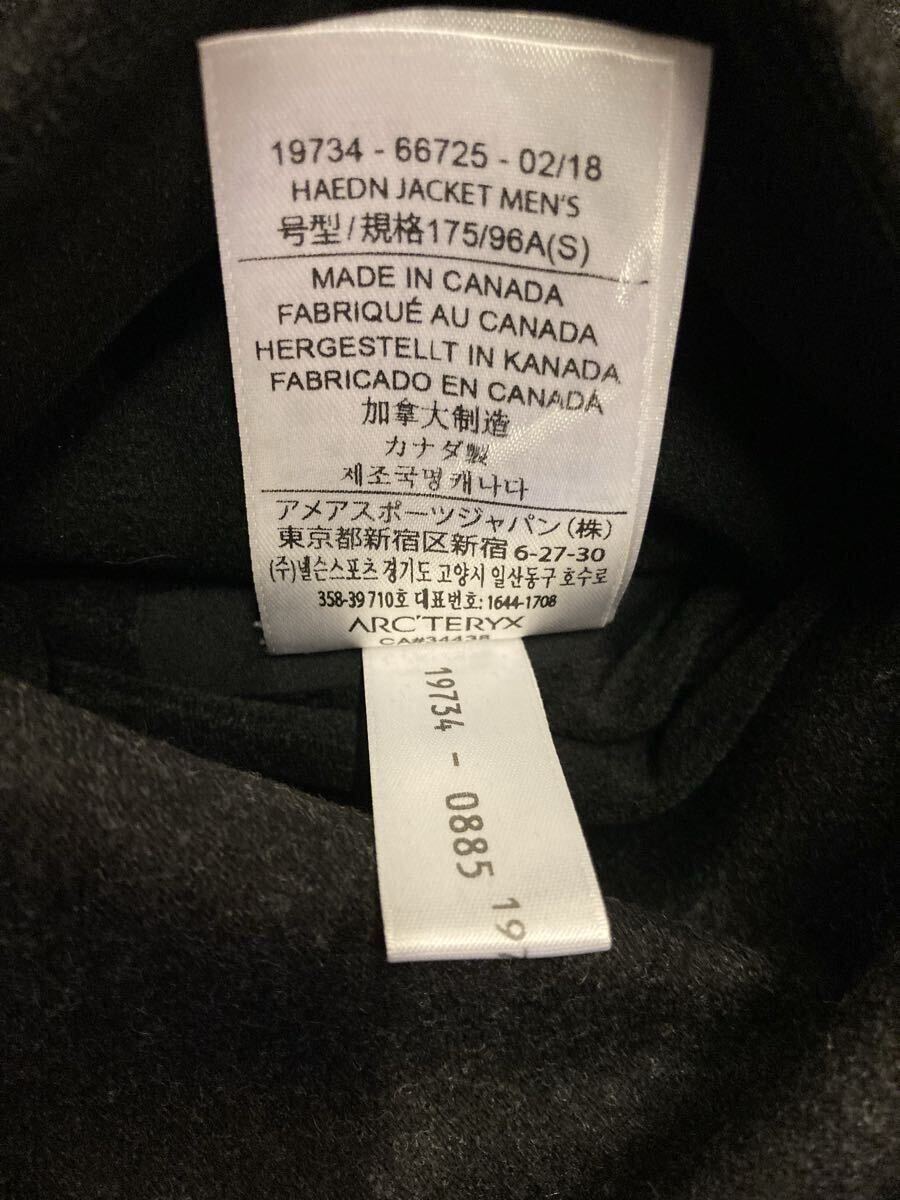 19734 - 66725 - 02/18
HAEDN JACKET MEN'S
号型/規格175/96A(S)
MADE IN CANADA
FABRIQUÉ AU CANADA
HERGESTELLT IN KANADA
FABRICADO EN CANADÁ
加拿大制造
カナダ製
제조국명캐나다
アメアスポーツジャパン(株)
東京都新宿区新宿 6-27-30
(주)넬슨스포츠 경기도 고양시 일산동구 호수로
358-39 710호 대표번호: 1644-1708
ARC'TERYX
CA#34438
19734 - 0885 19